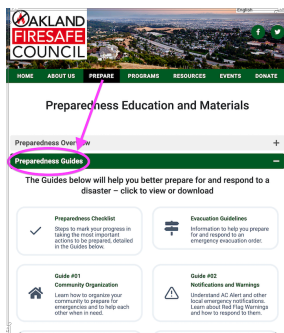 English
OAKLAND
FIRESAFE
COUNCIL
HOME ABOUT US PREPARE PROGRAMS RESOURCES EVENTS DONATE
Preparedness Education and Materials
Preparedness Overview +
Preparedness Guides −
The Guides below will help you better prepare for and respond to a
disaster – click to view or download
Preparedness Checklist
Steps to mark your progress in
taking the most important
actions to be prepared, detailed
in the Guides below.
Evacuation Guidelines
Information to help you prepare
for and respond to an
emergency evacuation order.
Guide #01
Community Organization
Learn how to organize your
community to prepare for
emergencies and to help each
other when in need.
Guide #02
Notifications and Warnings
Understand AC Alert and other
local emergency notifications.
Learn about Red Flag Warnings
and how to respond to them.